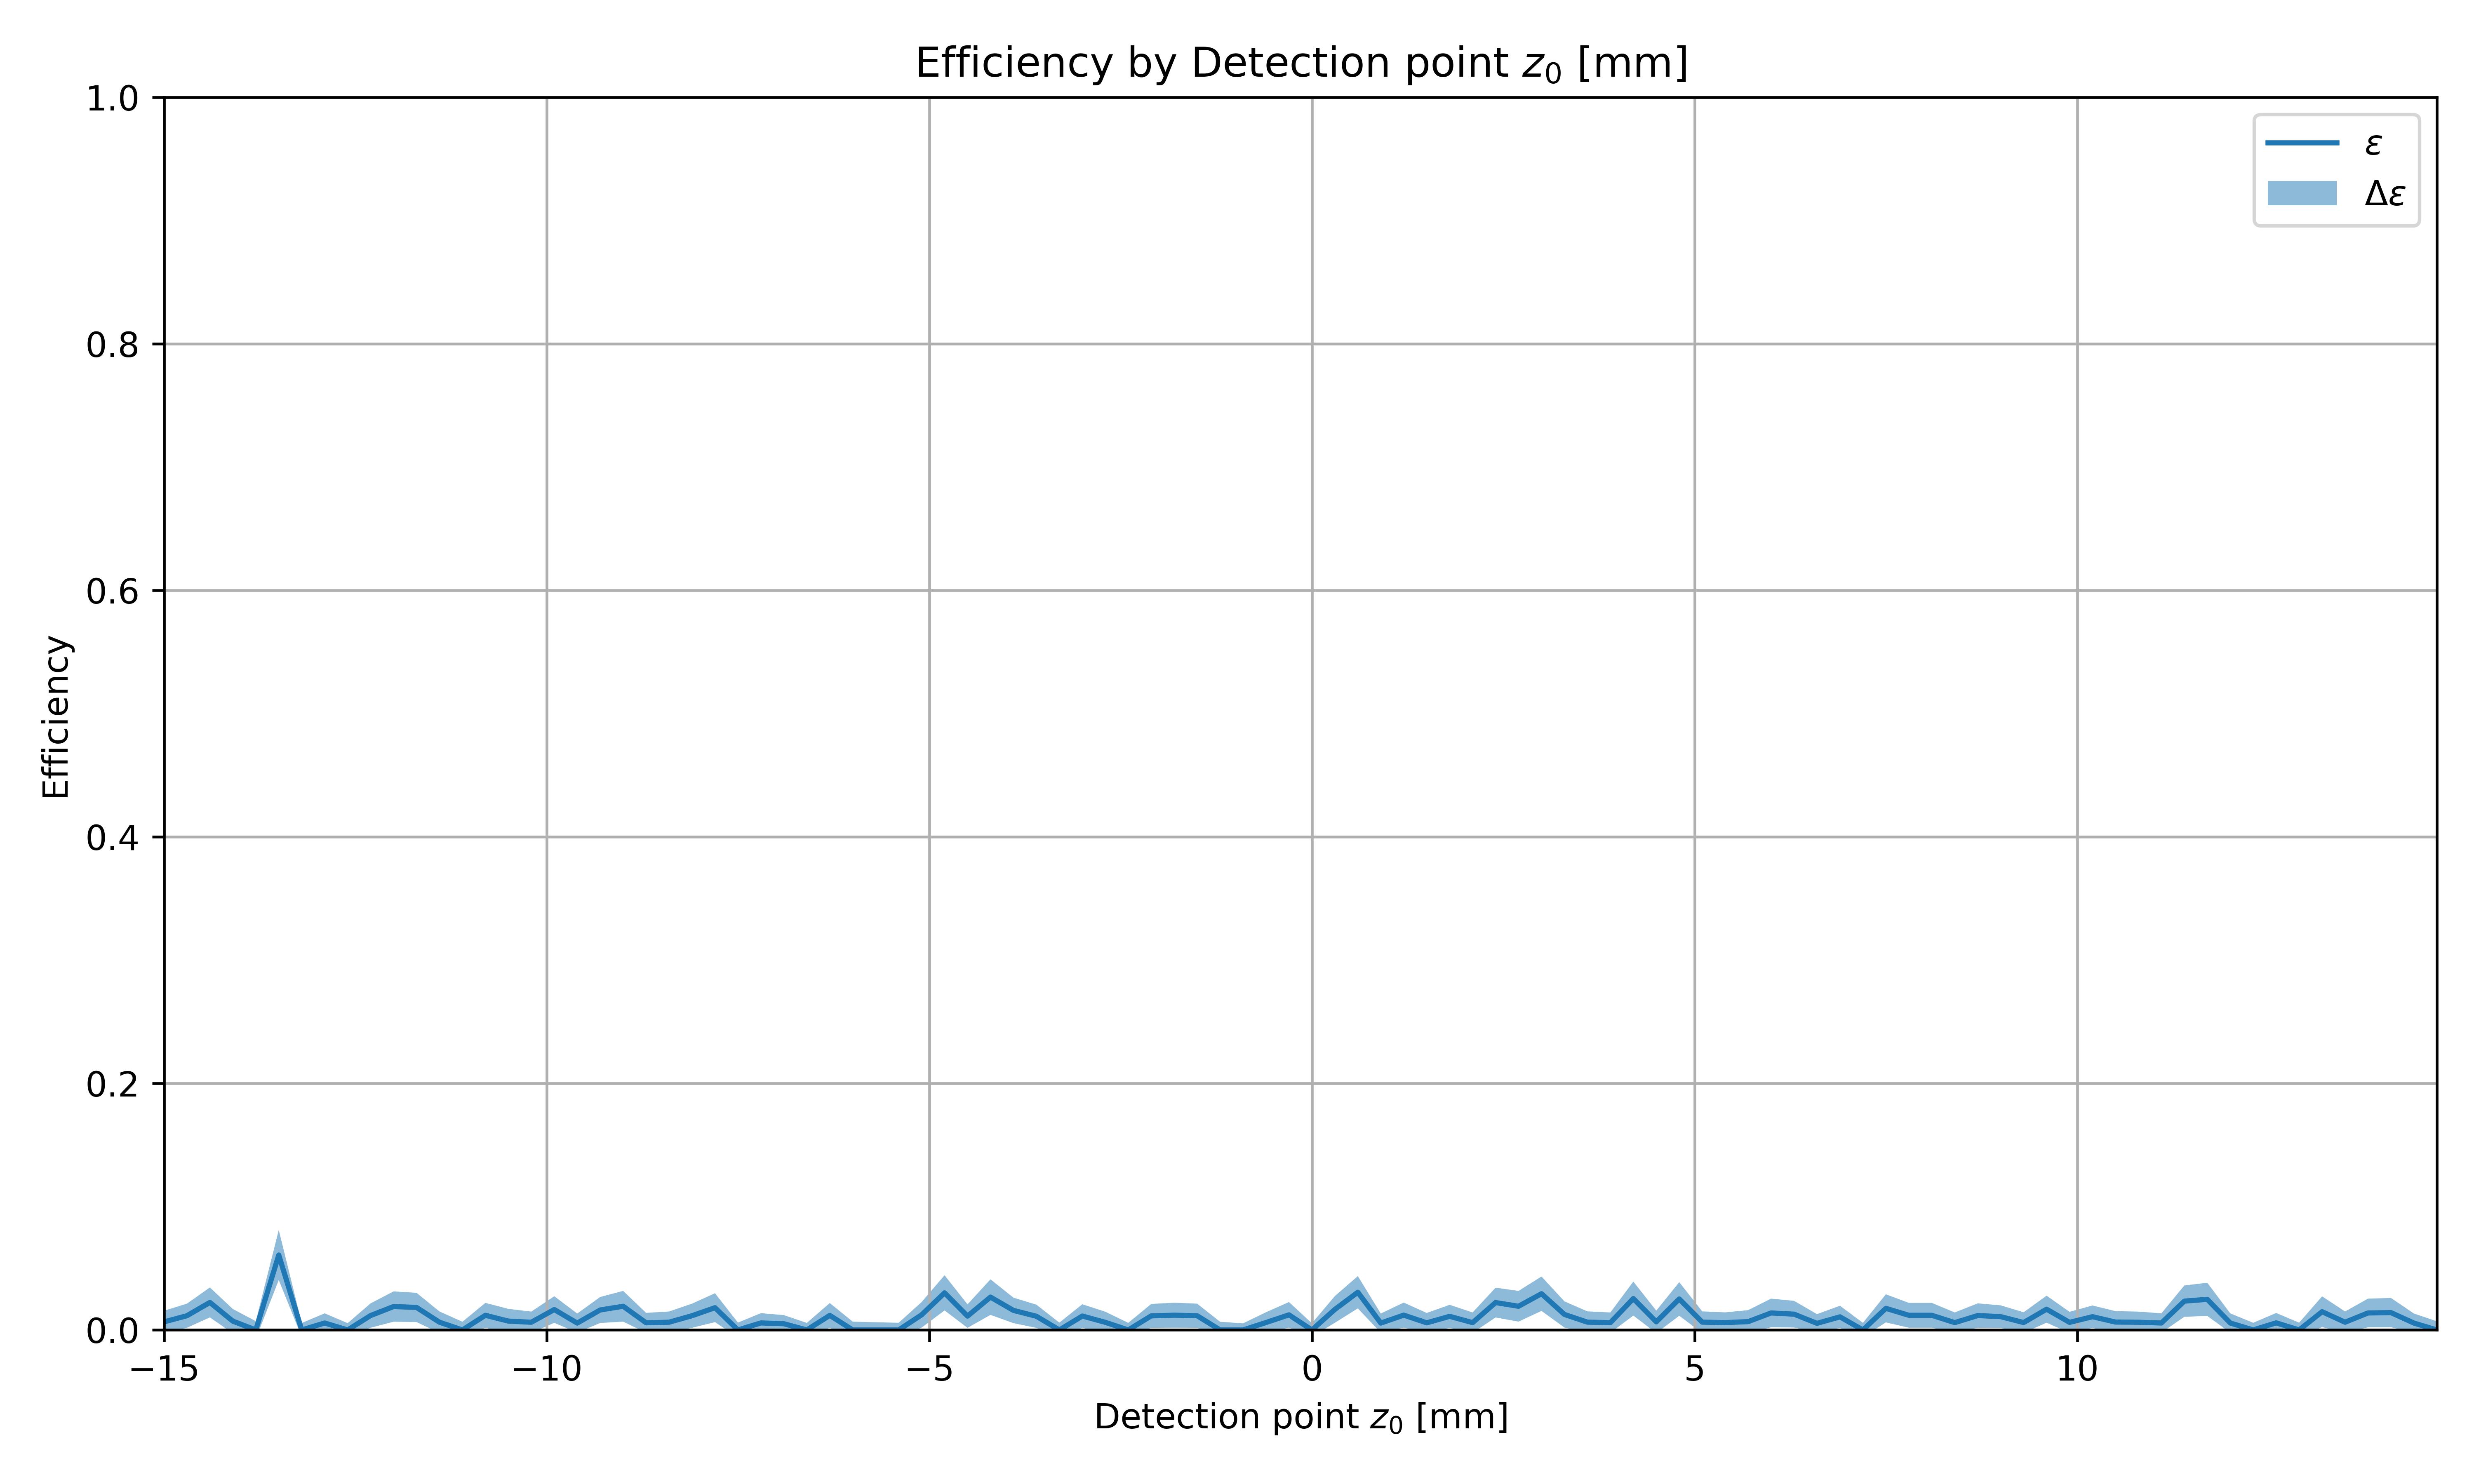 Efficiency by Detection point z₀ [mm]
1.0
0.8
0.6
0.4
0.2
0.0
Efficiency
ε
Δε
−15
−10
−5
0
5
10
Detection point z₀ [mm]